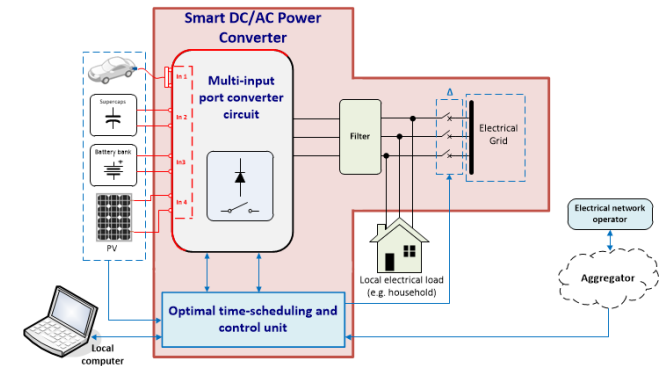 Smart DC/AC Power
Converter
In 1
Multi-input
port converter
circuit
Supercaps
In 2
Δ
Filter
Electrical
Grid
Battery bank
In3
In 4
PV
Electrical network
operator
Local electrical load
(e.g. household)
Aggregator
Optimal time-scheduling and
control unit
Local
computer